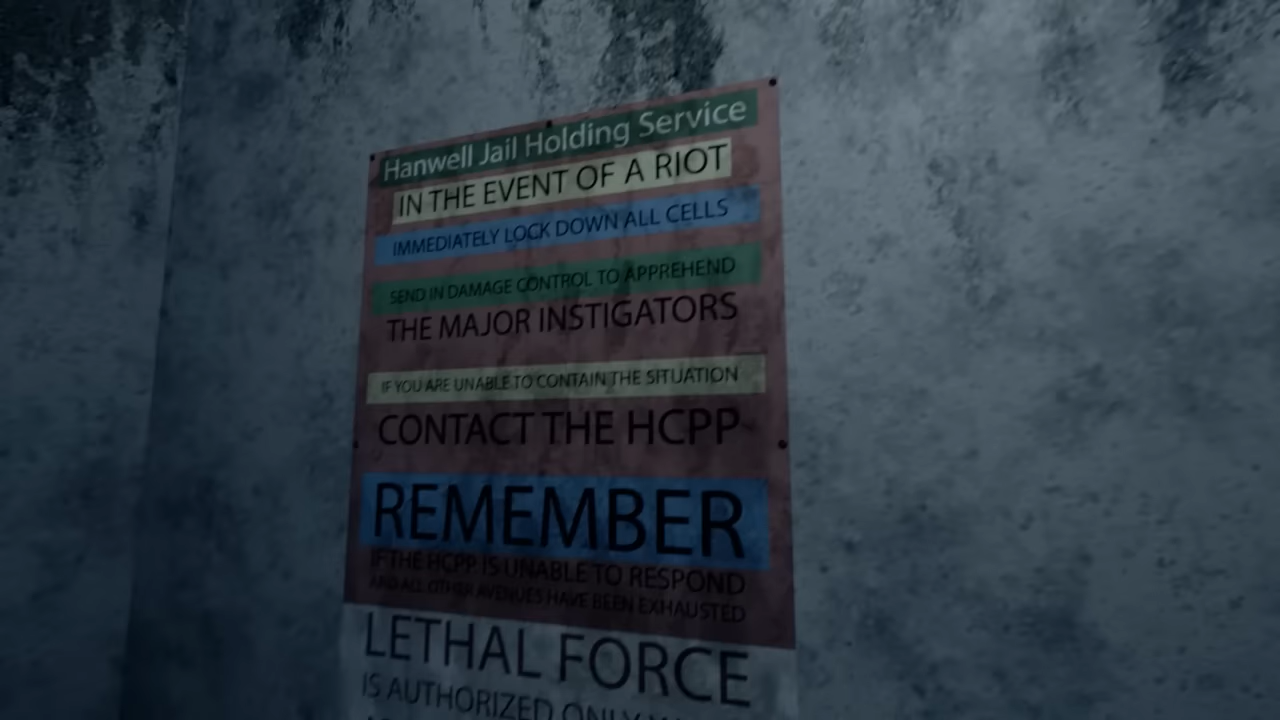 Hanwell Jail Holding Service
IN THE EVENT OF A RIOT
IMMEDIATELY LOCK DOWN ALL CELLS
SEND IN DAMAGE CONTROL TO APPREHEND
THE MAJOR INSTIGATORS
IF YOU ARE UNABLE TO CONTAIN THE SITUATION
CONTACT THE HCPP
REMEMBER
IF THE HCPP IS UNABLE TO RESPOND
AND ALL OTHER AVENUES HAVE BEEN EXHAUSTED
LETHAL FORCE
IS AUTHORIZED ONLY